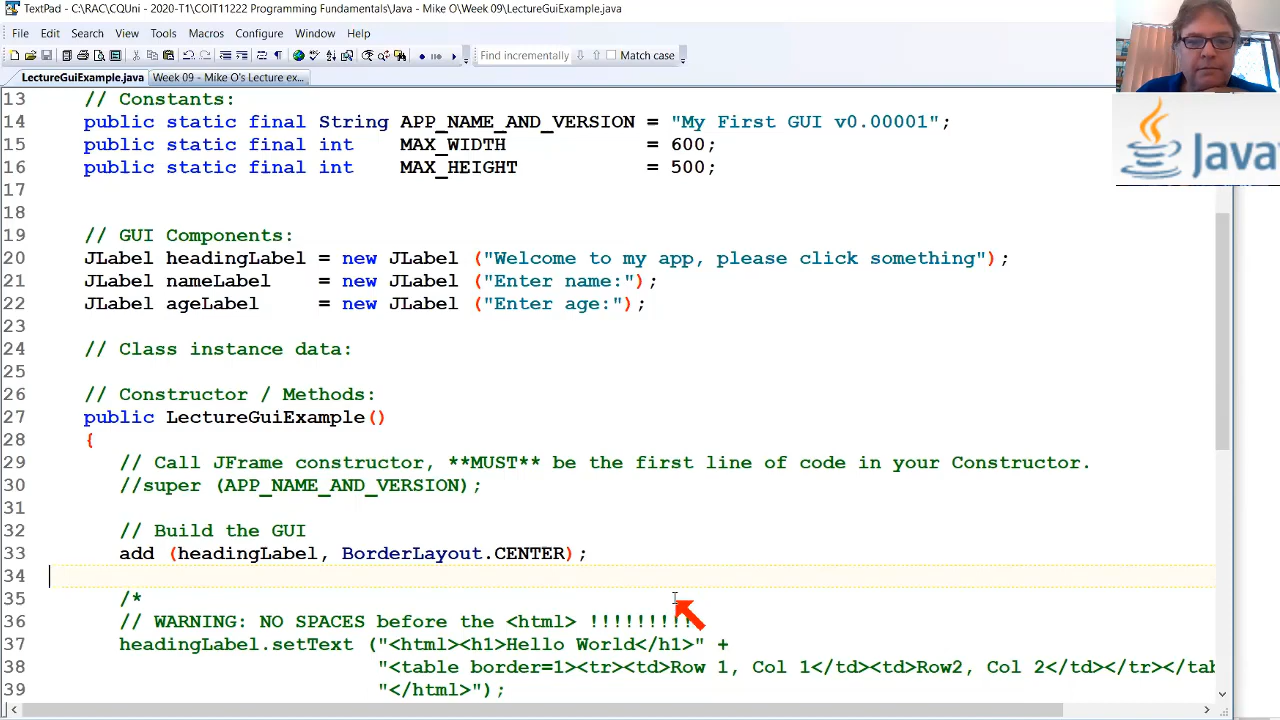 TextPad - C:\RAC\CQUni - 2020-T1\COIT11222 Programming Fundamentals\Java - Mike O\Week 09\LectureGuiExample.java
File Edit Search View Tools Macros Configure Window Help
Find incrementally Match case
LectureGuiExample.java Week 09 - Mike O's Lecture ex...
Java
13 // Constants:
14 public static final String APP_NAME_AND_VERSION = "My First GUI v0.00001";
15 public static final int MAX_WIDTH = 600;
16 public static final int MAX_HEIGHT = 500;
17
18
19 // GUI Components:
20 JLabel headingLabel = new JLabel ("Welcome to my app, please click something");
21 JLabel nameLabel = new JLabel ("Enter name:");
22 JLabel ageLabel = new JLabel ("Enter age:");
23
24 // Class instance data:
25
26 // Constructor / Methods:
27 public LectureGuiExample()
28 {
29 // Call JFrame constructor, **MUST** be the first line of code in your Constructor.
30 //super (APP_NAME_AND_VERSION);
31
32 // Build the GUI
33 add (headingLabel, BorderLayout.CENTER);
34
35 /*
36 // WARNING: NO SPACES before the <html> !!!!!!!!!
37 headingLabel.setText ("<html><h1>Hello World</h1>" +
38 "<table border=1><tr><td>Row 1, Col 1</td><td>Row2, Col 2</td></tr></tab
39 "</html>");